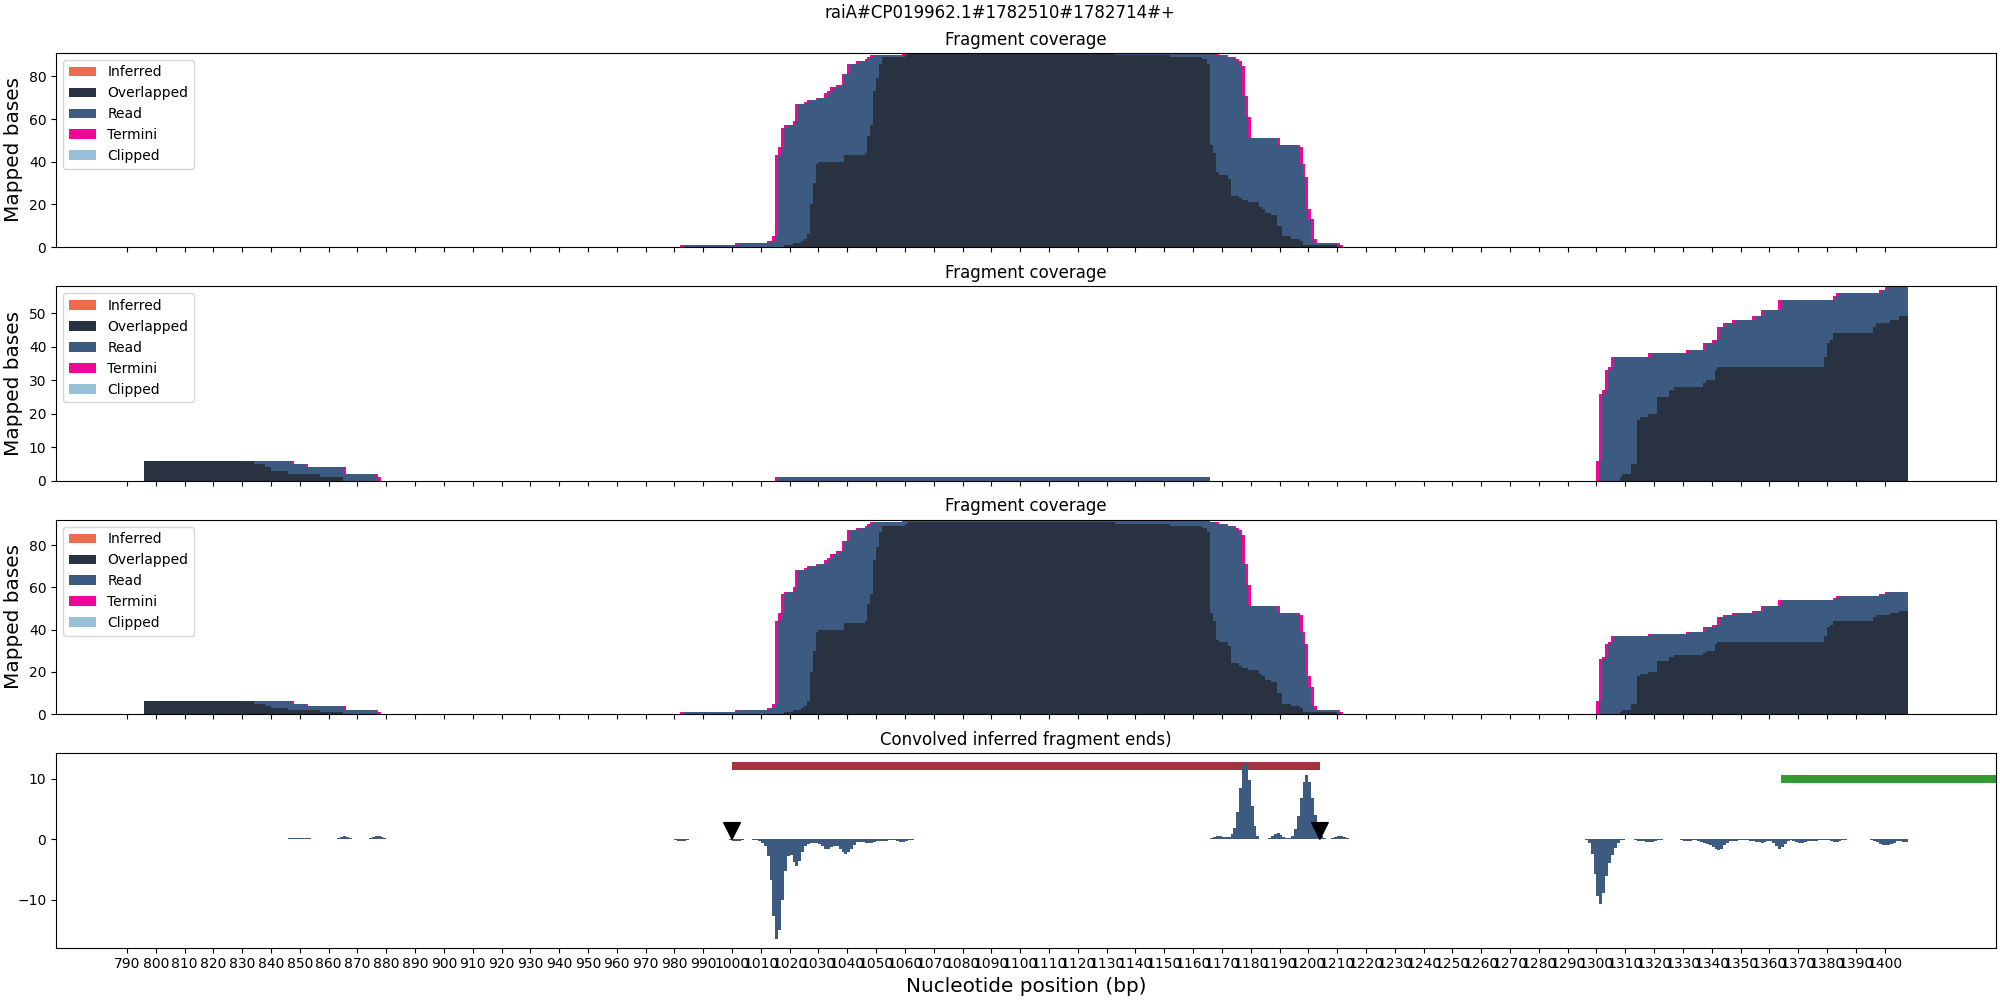 raiA#CP019962.1#1782510#1782714#+
Fragment coverage
Mapped bases
80
60
40
20
0
Inferred
Overlapped
Read
Termini
Clipped
Fragment coverage
Mapped bases
50
40
30
20
10
0
Inferred
Overlapped
Read
Termini
Clipped
Fragment coverage
Mapped bases
80
60
40
20
0
Inferred
Overlapped
Read
Termini
Clipped
Convolved inferred fragment ends)
10
0
−10
790 800 810 820 830 840 850 860 870 880 890 900 910 920 930 940 950 960 970 980 990 1000 1010 1020 1030 1040 1050 1060 1070 1080 1090 1100 1110 1120 1130 1140 1150 1160 1170 1180 1190 1200 1210 1220 1230 1240 1250 1260 1270 1280 1290 1300 1310 1320 1330 1340 1350 1360 1370 1380 1390 1400
Nucleotide position (bp)